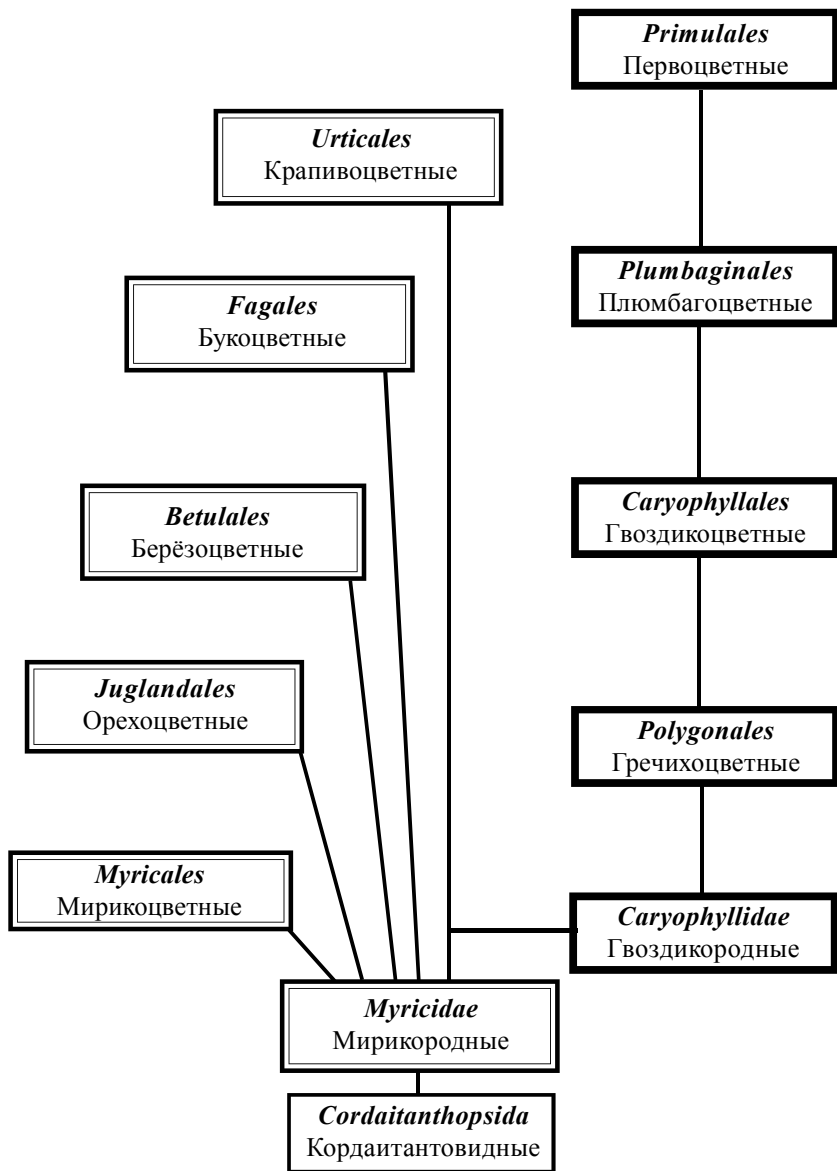 Primulales
Первоцветные
Urticales
Крапивоцветные
Plumbaginales
Плюмбагоцветные
Fagales
Букоцветные
Caryophyllales
Гвоздикоцветные
Betulales
Берёзоцветные
Juglandales
Орехоцветные
Polygonales
Гречихоцветные
Myricales
Мирикоцветные
Caryophyllidae
Гвоздикородные
Myricidae
Мирикородные
Cordaitanthopsida
Кордаитантовидные